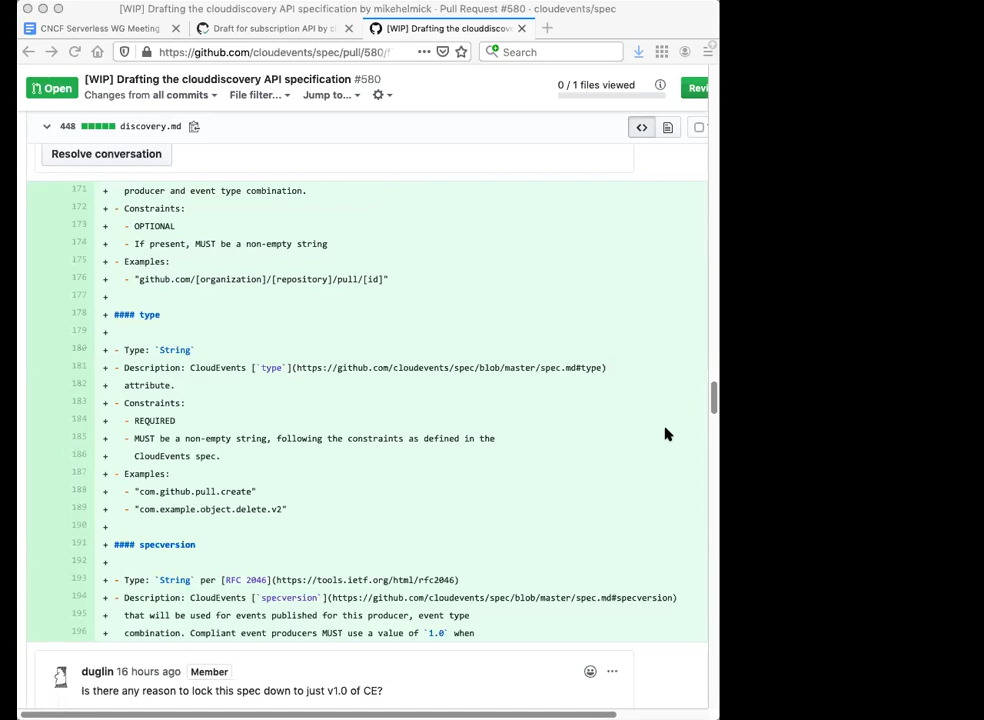 [WIP] Drafting the clouddiscovery API specification by mikehelmick · Pull Request #580 · cloudevents/spec
CNCF Serverless WG Meeting
Draft for subscription API by cl
[WIP] Drafting the clouddiscov
https://github.com/cloudevents/spec/pull/580/f
Search
Open
[WIP] Drafting the clouddiscovery API specification #580
Changes from all commits
File filter...
Jump to...
0 / 1 files viewed
Revi
448
discovery.md
Resolve conversation
171 + producer and event type combination.
172 + - Constraints:
173 + - OPTIONAL
174 + - If present, MUST be a non-empty string
175 + - Examples:
176 + - "github.com/[organization]/[repository]/pull/[id]"
177 +
178 + #### type
179 +
180 + - Type: `String`
181 + - Description: CloudEvents [`type`](https://github.com/cloudevents/spec/blob/master/spec.md#type)
182 + attribute.
183 + - Constraints:
184 + - REQUIRED
185 + - MUST be a non-empty string, following the constraints as defined in the
186 + CloudEvents spec.
187 + - Examples:
188 + - "com.github.pull.create"
189 + - "com.example.object.delete.v2"
190 +
191 + #### specversion
192 +
193 + - Type: `String` per [RFC 2046](https://tools.ietf.org/html/rfc2046)
194 + - Description: CloudEvents [`specversion`](https://github.com/cloudevents/spec/blob/master/spec.md#specversion)
195 + that will be used for events published for this producer, event type
196 + combination. Compliant event producers MUST use a value of `1.0` when
duglin 16 hours ago Member
Is there any reason to lock this spec down to just v1.0 of CE?